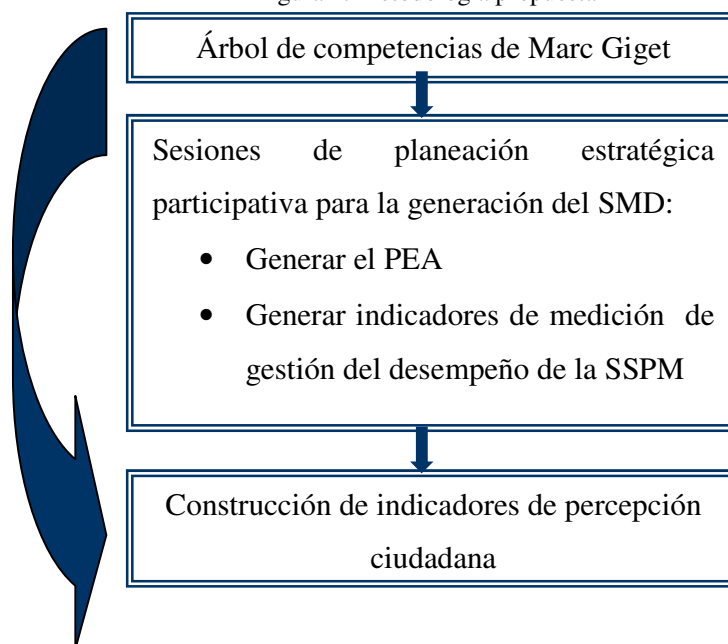 Árbol de competencias de Marc Giget
Sesiones de planeación estratégica
participativa para la generación del SMD:
• Generar el PEA
• Generar indicadores de medición de
gestión del desempeño de la SSPM
Construcción de indicadores de percepción
ciudadana